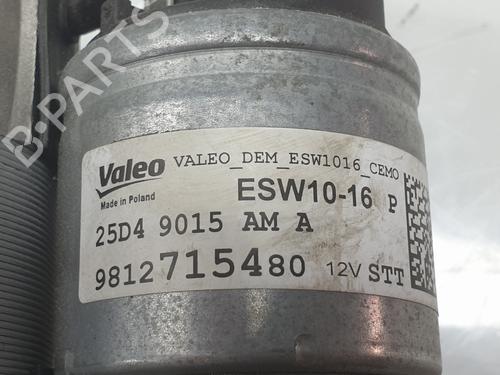 B-PARTS
Valeo VALEO_DEM_ESW1016_CEMO
Made in Poland
ESW10-16 P
25D4 9015 AM A
9812715480 12V STT